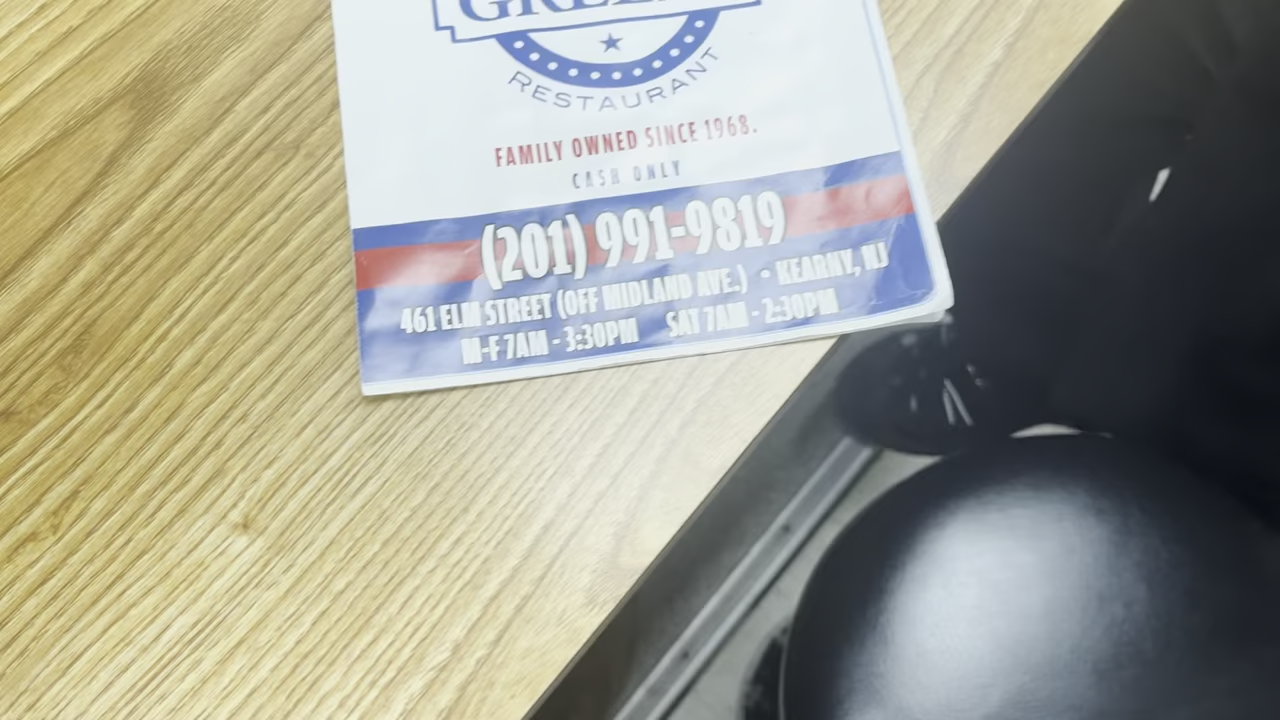 RESTAURANT
FAMILY OWNED SINCE 1968.
CASH ONLY
(201) 991-9819
461 ELM STREET (OFF MIDLAND AVE.) • KEARNY, NJ
M-F 7AM - 3:30PM SAT 7AM - 2:30PM